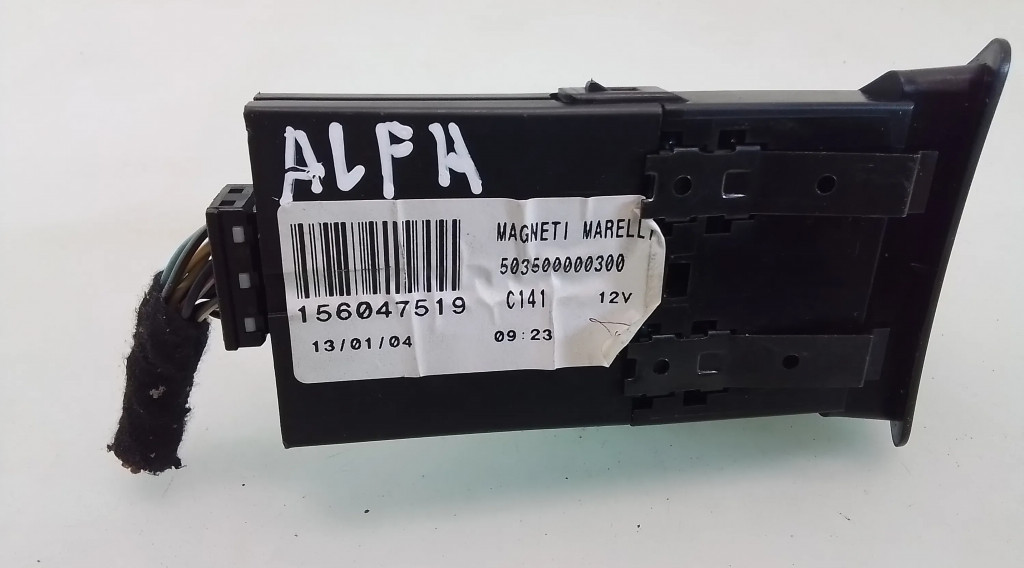 ALFA
MAGNETI MARELLI
503500000300
156047519
C141 12V
13/01/04 09:23